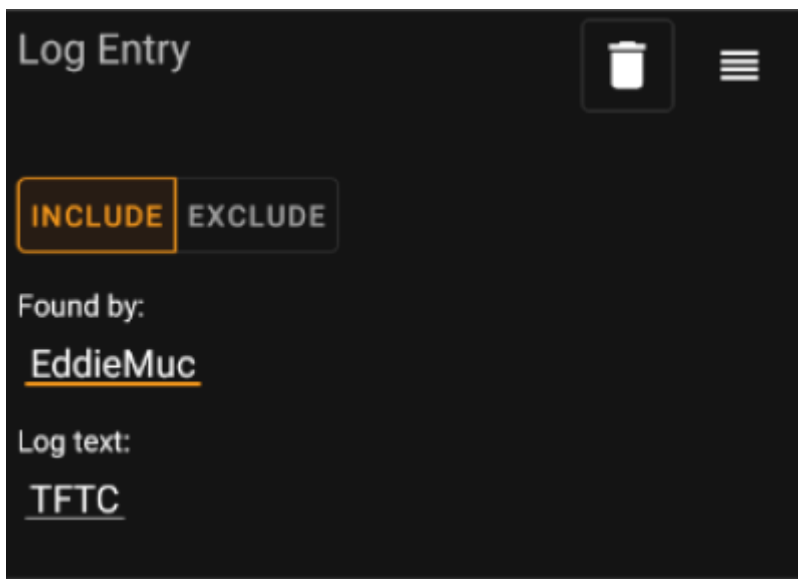 Log Entry
INCLUDE EXCLUDE
Found by:
EddieMuc
Log text:
TFTC